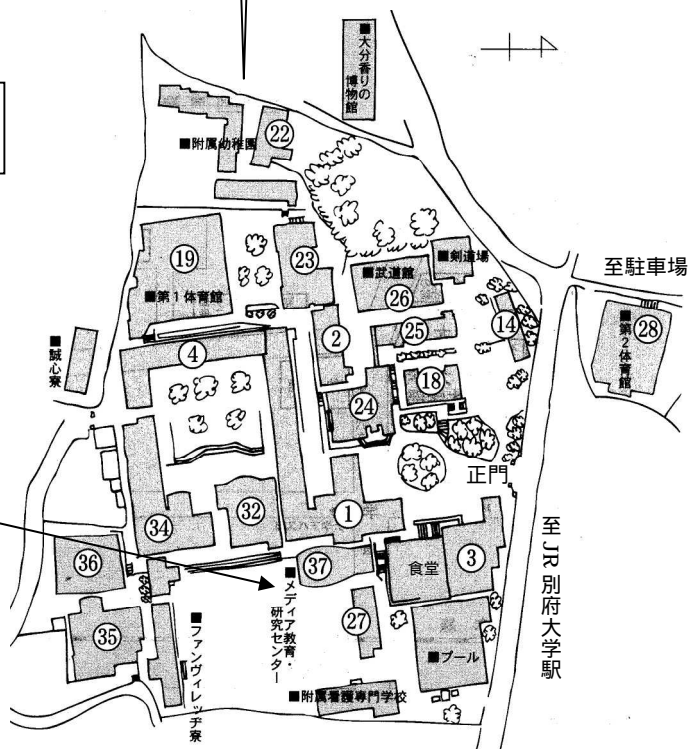 ■大分香りの
博物館
■附属幼稚園
22
19
■第1体育館
23
■武道館
26
■剣道場
至駐車場
■第2体育館
28
14
25
2
4
■誠心寮
18
24
正門
1
32
34
36
35
37
食堂
3
至JR別府大学駅
■メディア教育・
研究センター
27
■プール
■ファンヴィレッヂ寮
■附属看護専門学校